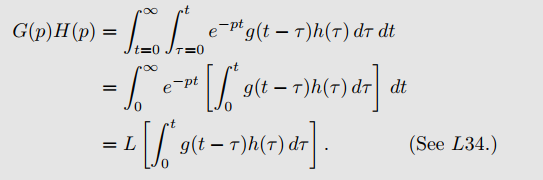 G(p)H(p) = ∫_{t=0}^{∞} ∫_{τ=0}^{t} e^{−pt} g(t − τ)h(τ) dτ dt
= ∫_{0}^{∞} e^{−pt} [∫_{0}^{t} g(t − τ)h(τ) dτ] dt
= L [∫_{0}^{t} g(t − τ)h(τ) dτ] . (See L34.)